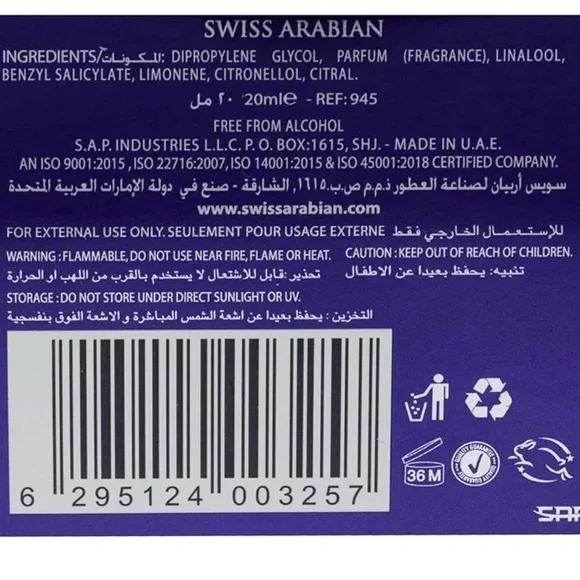 SWISS ARABIAN
INGREDIENTS/المكونات: DIPROPYLENE GLYCOL, PARFUM (FRAGRANCE), LINALOOL,
BENZYL SALICYLATE, LIMONENE, CITRONELLOL, CITRAL.
٢٠ مل 20ml℮ - REF: 945
FREE FROM ALCOHOL
S.A.P. INDUSTRIES L.L.C. P. O. BOX:1615, SHJ. - MADE IN U.A.E.
AN ISO 9001:2015 ,ISO 22716:2007, ISO 14001:2015 & ISO 45001:2018 CERTIFIED COMPANY.
سويس أربيان لصناعة العطور ذ.م.م ص.ب.١٦١٥, الشارقة - صنع في دولة الإمارات العربية المتحدة
www.swissarabian.com
FOR EXTERNAL USE ONLY. SEULEMENT POUR USAGE EXTERNE للإستعمال الخارجي فقط
WARNING : FLAMMABLE, DO NOT USE NEAR FIRE, FLAME OR HEAT. CAUTION : KEEP OUT OF REACH OF CHILDREN.
تحذير: قابل للاشتعال لا يستخدم بالقرب من اللهب او الحرارة تنبيه: يحفظ بعيدا عن الاطفال
STORAGE : DO NOT STORE UNDER DIRECT SUNLIGHT OR UV.
التخزين : يحفظ بعيدا عن اشعة الشمس المباشرة و الاشعة الفوق بنفسجية
36 M
QUALITY GUARANTEE
6 295124 003257